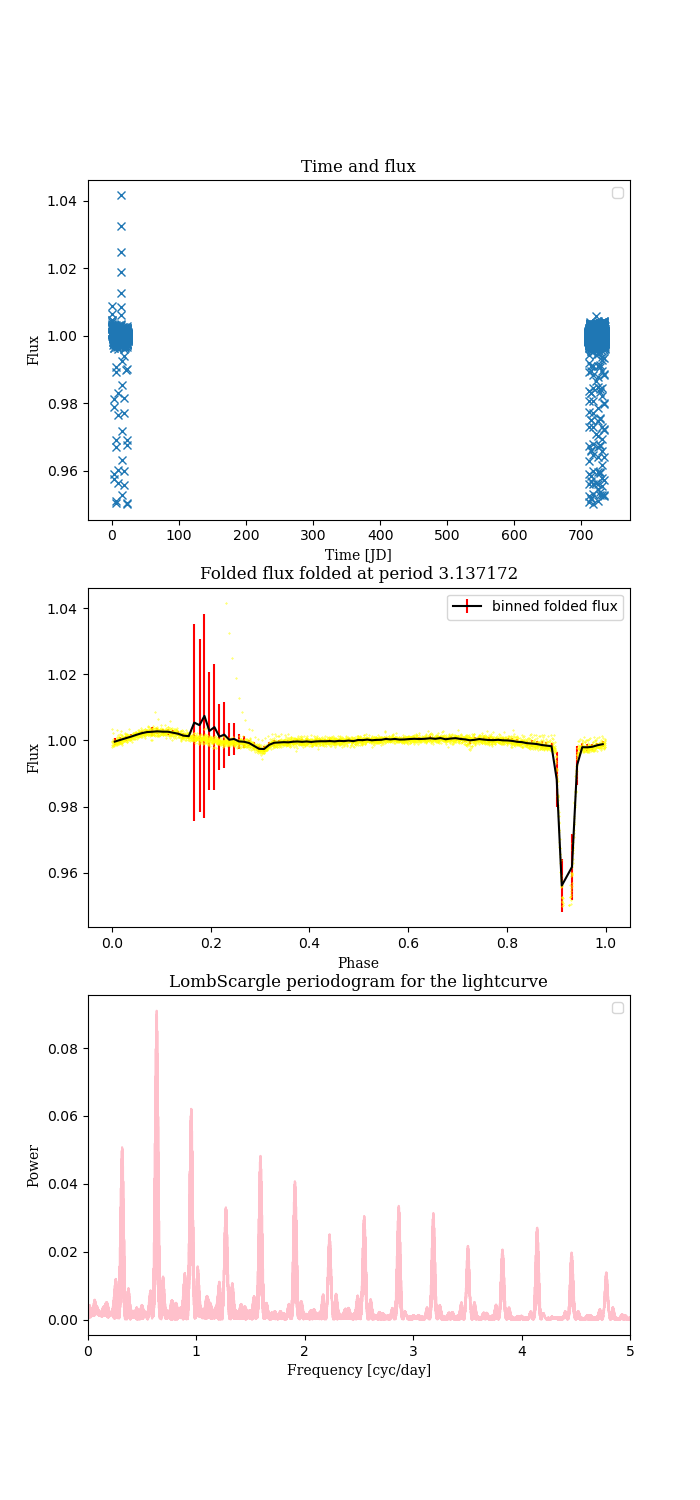 Time and flux
1.04
1.02
1.00
0.98
0.96
Flux
0 100 200 300 400 500 600 700
Time [JD]
Folded flux folded at period 3.137172
binned folded flux
1.04
1.02
1.00
0.98
0.96
Flux
0.0 0.2 0.4 0.6 0.8 1.0
Phase
LombScargle periodogram for the lightcurve
0.08
0.06
0.04
0.02
0.00
Power
0 1 2 3 4 5
Frequency [cyc/day]